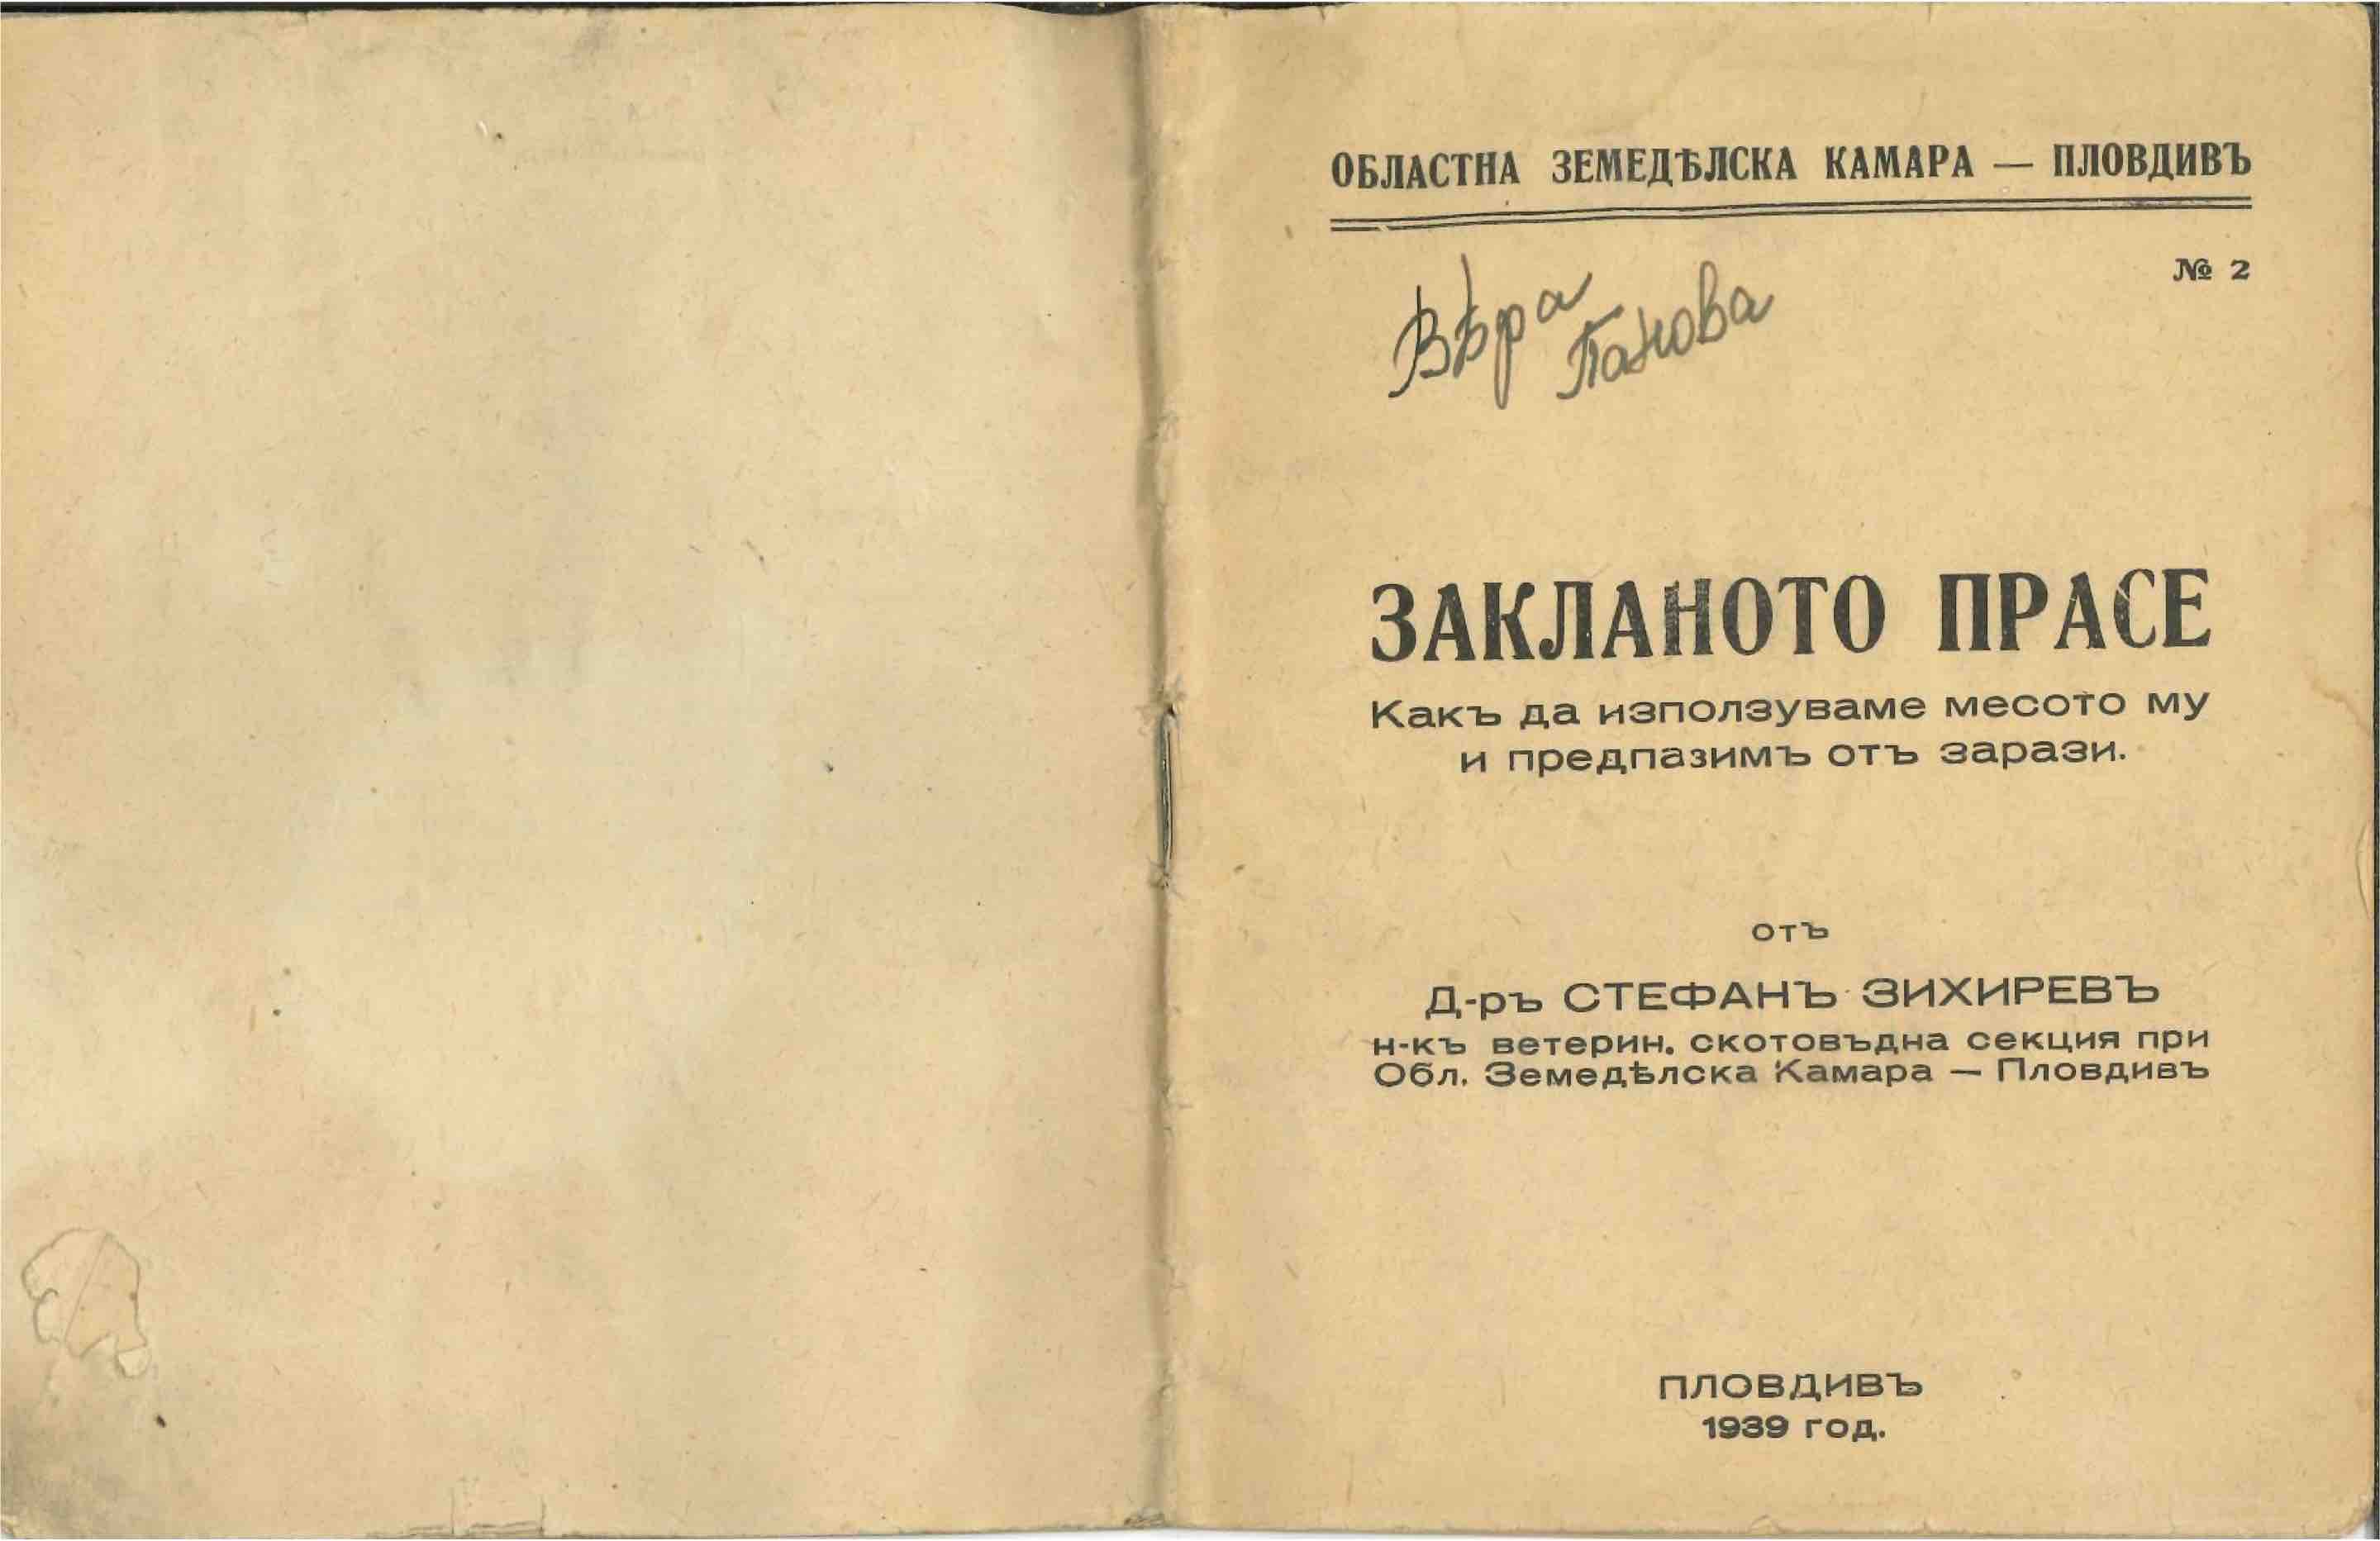 ОБЛАСТНА ЗЕМЕДѢЛСКА КАМАРА — ПЛОВДИВЪ
№ 2
Вѣра
Панова
ЗАКЛАНОТО ПРАСЕ
Какъ да използуваме месото му
и предпазимъ отъ зарази.
отъ
Д-ръ СТЕФАНЪ ЗИХИРЕВЪ
н-къ ветерин. скотовъдна секция при
Обл. Земедѣлска Камара — Пловдивъ
ПЛОВДИВЪ
1939 год.